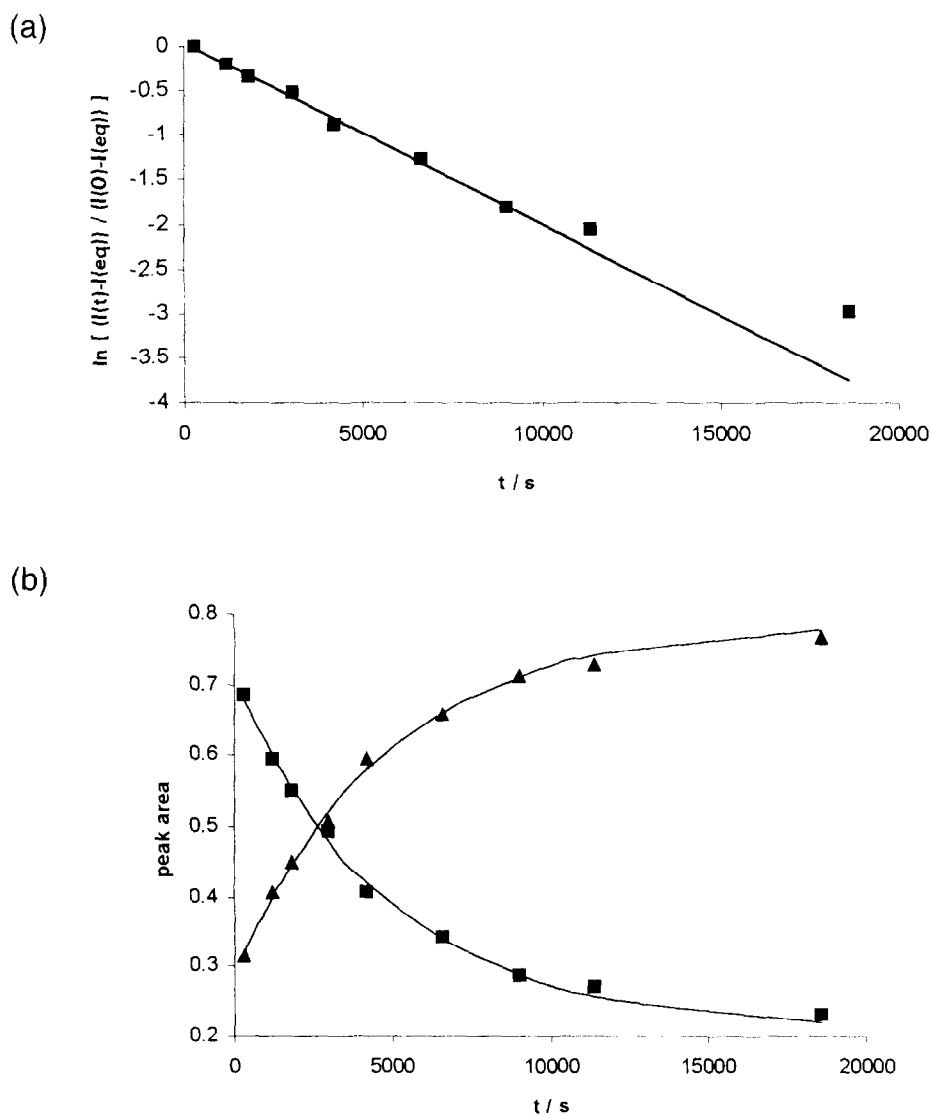 (a)
0
-0.5
-1
-1.5
-2
-2.5
-3
-3.5
-4
ln [ (I(t)-I(eq)) / (I(0)-I(eq)) ]
0 5000 10000 15000 20000
t / s
(b)
0.8
0.7
0.6
0.5
0.4
0.3
0.2
peak area
0 5000 10000 15000 20000
t / s